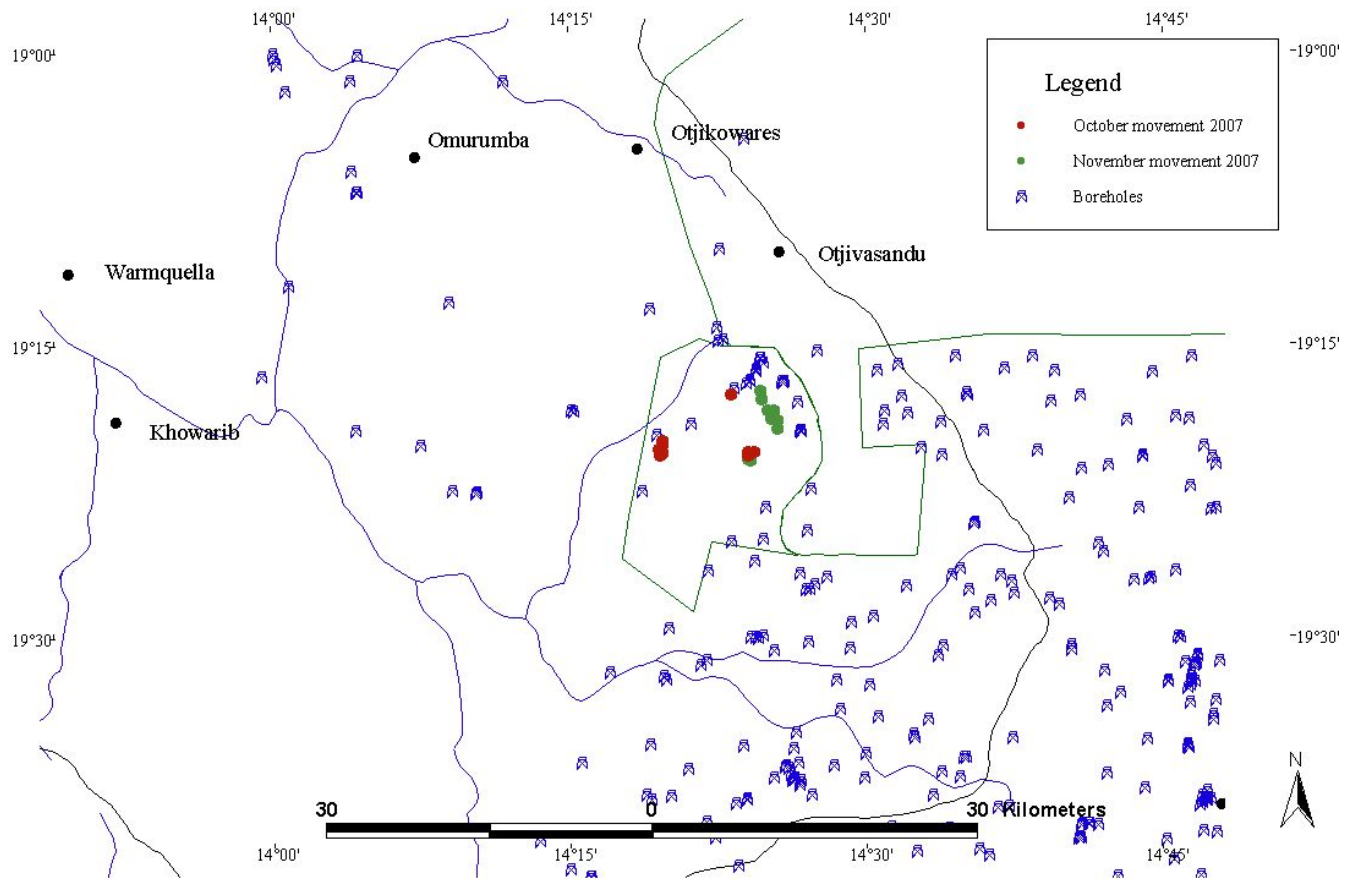 14°00' 14°15' 14°30' 14°45'
19°00' -19°00'
Legend
October movement 2007
November movement 2007
Boreholes
Otjikowares
Omurumba
Otjivasandu
Warmquella
19°15' -19°15'
Khowarib
19°30' -19°30'
N
30 0 30 Kilometers
14°00' 14°15' 14°30' 14°45'